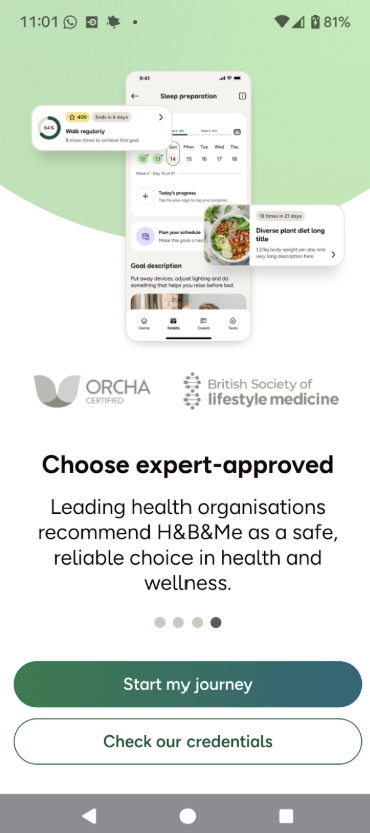 11:01
81%
9:41
Sleep preparation
64%
400
Ends in 8 days
Walk regularly
8 more times to achieve this goal
Sun
Mon
Tue
Wed
Thu
12
13
14
15
16
17
18
Week 2 - Day 10 of 21
Today's progress
Tap the plus sign to log your progress
Plan your schedule
Make this goal a hea
18 times in 21 days
Diverse plant diet long
title
1.2/kg body weight per day and
very long description here
Goal description
Put away devices, adjust lighting and do
something that helps you relax before bed.
Home
Habits
Coach
Tests
ORCHA
CERTIFIED
British Society of
lifestyle medicine
Choose expert-approved
Leading health organisations
recommend H&B&Me as a safe,
reliable choice in health and
wellness.
Start my journey
Check our credentials